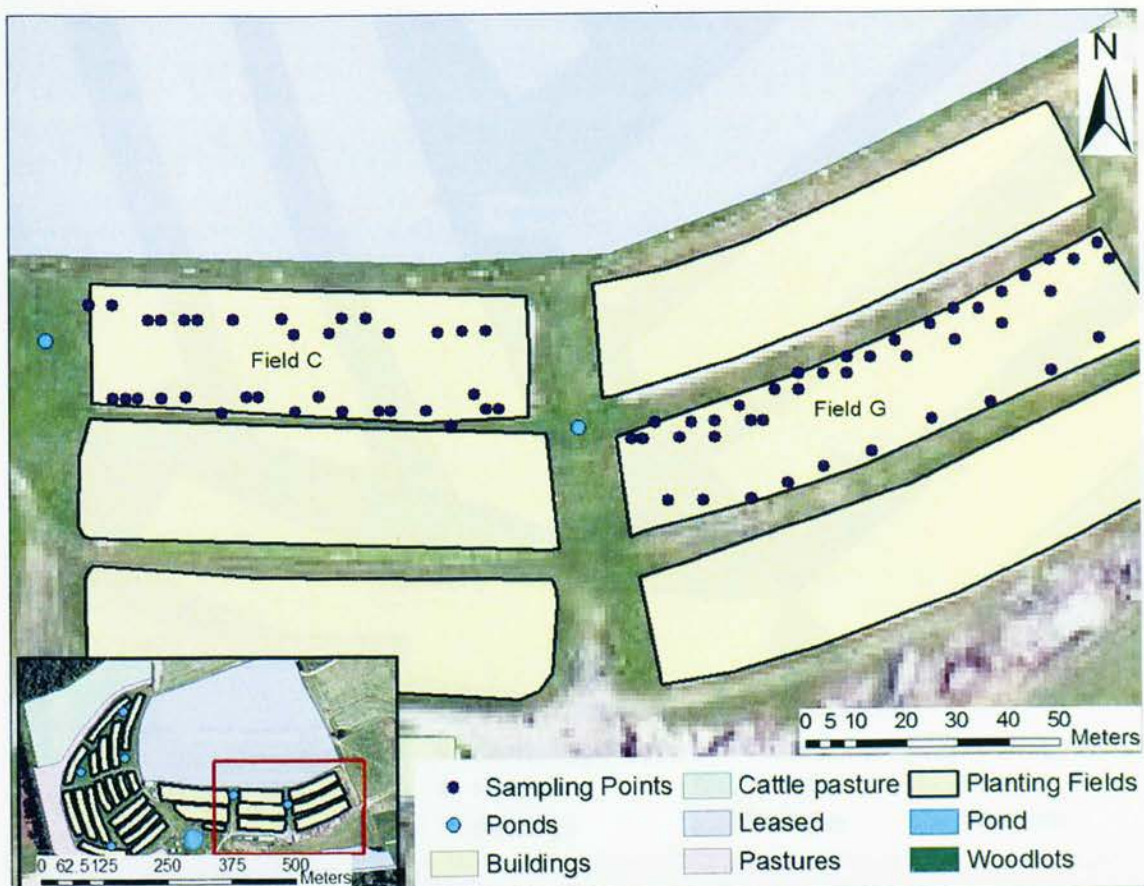 N
Field C
Field G
0 5 10 20 30 40 50
Meters
Sampling Points
Ponds
Buildings
Cattle pasture
Leased
Pastures
Planting Fields
Pond
Woodlots
0 62.5 125 250 375 500
Meters